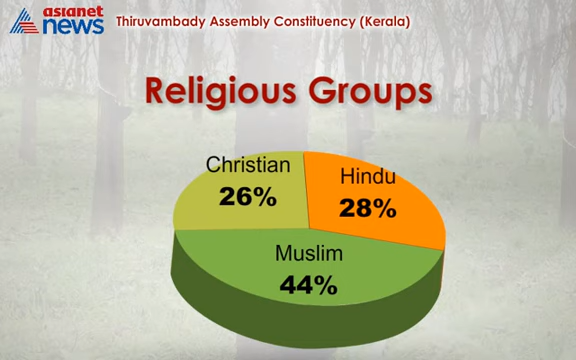 asianet
news
Thiruvambady Assembly Constituency (Kerala)
Religious Groups
Christian
26%
Hindu
28%
Muslim
44%